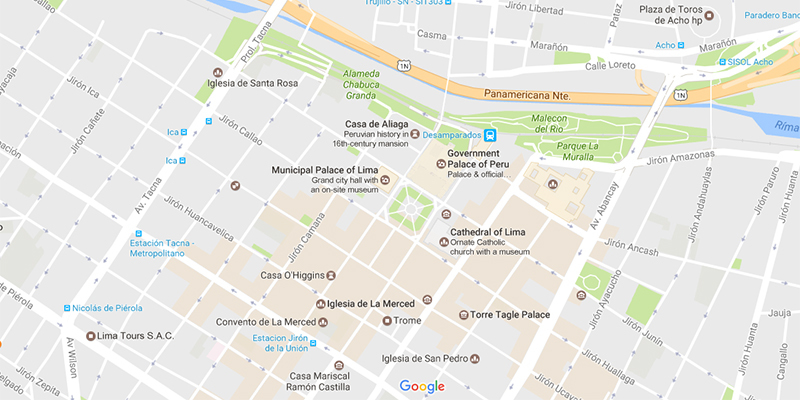 Trujillo - SN - SIT303
Jirón Libertad
Pataz
Plaza de Toros
de Acho hp
Paradero Banc
Casma
Marañón
Acho
Marañón
Prol. Tacna
1N
Calle Loreto
SISOL Acho
Iglesia de Santa Rosa
Alameda
Chabuca
Granda
Panamericana Nte.
1N
Jirón Ica
Jirón Cañete
Jirón Callao
Casa de Aliaga
Peruvian history in
16th-century mansion
Desamparados
Malecon
del Rio
Rímac
Ica
Ica
Parque La
Muralla
Government
Palace of Peru
Palace & official...
Jirón Amazonas
Municipal Palace of Lima
Grand city hall with
an on-site museum
Av. Tacna
Jirón Huancavelica
Jirón Camana
Av. Abancay
Jirón Andahuaylas
Jirón Paruro
Jirón Huanta
Cathedral of Lima
Ornate Catholic
church with a museum
Jirón Ancash
Estación Tacna -
Metropolitano
Casa O'Higgins
Jirón Ayacucho
Nicolás de Piérola
Iglesia de La Merced
Torre Tagle Palace
Jirón Junín
Jauja
Convento de La Merced
Trome
Lima Tours S.A.C.
Av Wilson
Estacion Jirón
de la Unión
Iglesia de San Pedro
Jirón Huallaga
Cangallo
Casa Mariscal
Ramón Castilla
Jirón Zepita
Google
Jirón Ucayali